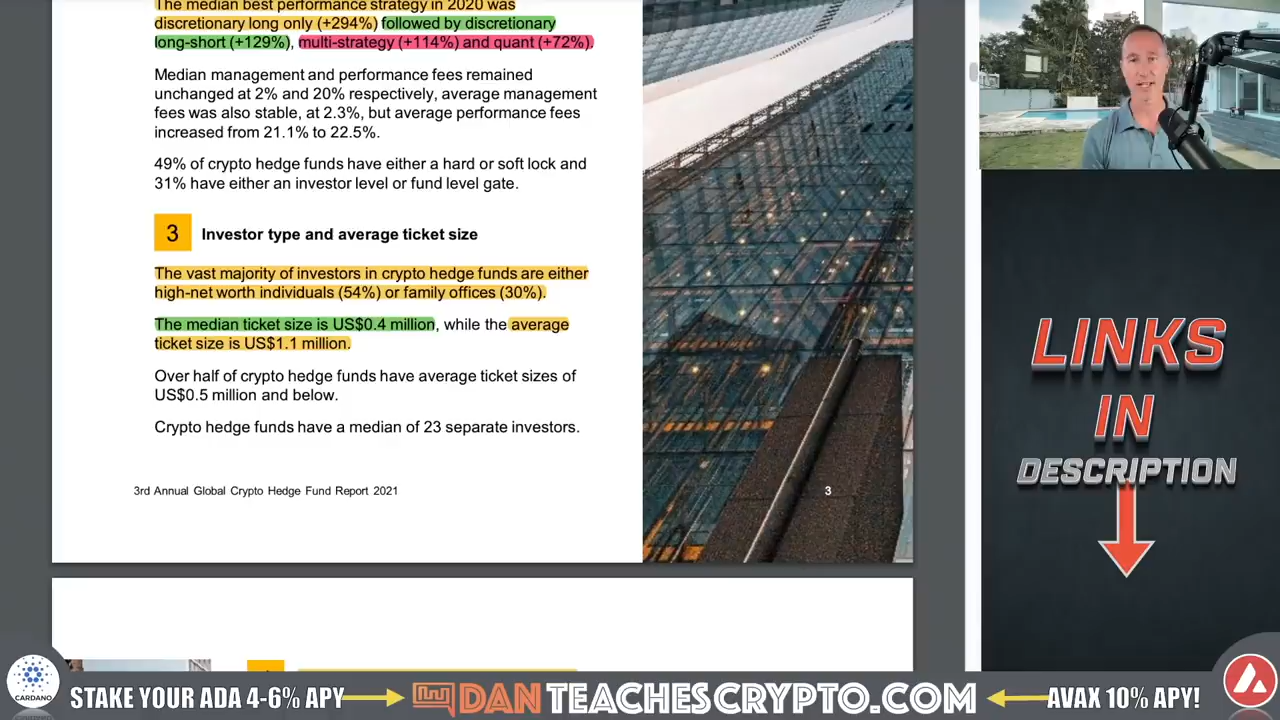 The median best performance strategy in 2020 was
discretionary long only (+294%) followed by discretionary
long-short (+129%), multi-strategy (+114%) and quant (+72%).
Median management and performance fees remained
unchanged at 2% and 20% respectively, average management
fees was also stable, at 2.3%, but average performance fees
increased from 21.1% to 22.5%.
49% of crypto hedge funds have either a hard or soft lock and
31% have either an investor level or fund level gate.
3 Investor type and average ticket size
The vast majority of investors in crypto hedge funds are either
high-net worth individuals (54%) or family offices (30%).
The median ticket size is US$0.4 million, while the average
ticket size is US$1.1 million.
Over half of crypto hedge funds have average ticket sizes of
US$0.5 million and below.
Crypto hedge funds have a median of 23 separate investors.
3rd Annual Global Crypto Hedge Fund Report 2021
3
LINKS
IN
DESCRIPTION
CARDANO
STAKE YOUR ADA 4-6% APY
DANTEACHESCRYPTO.COM
AVAX 10% APY!